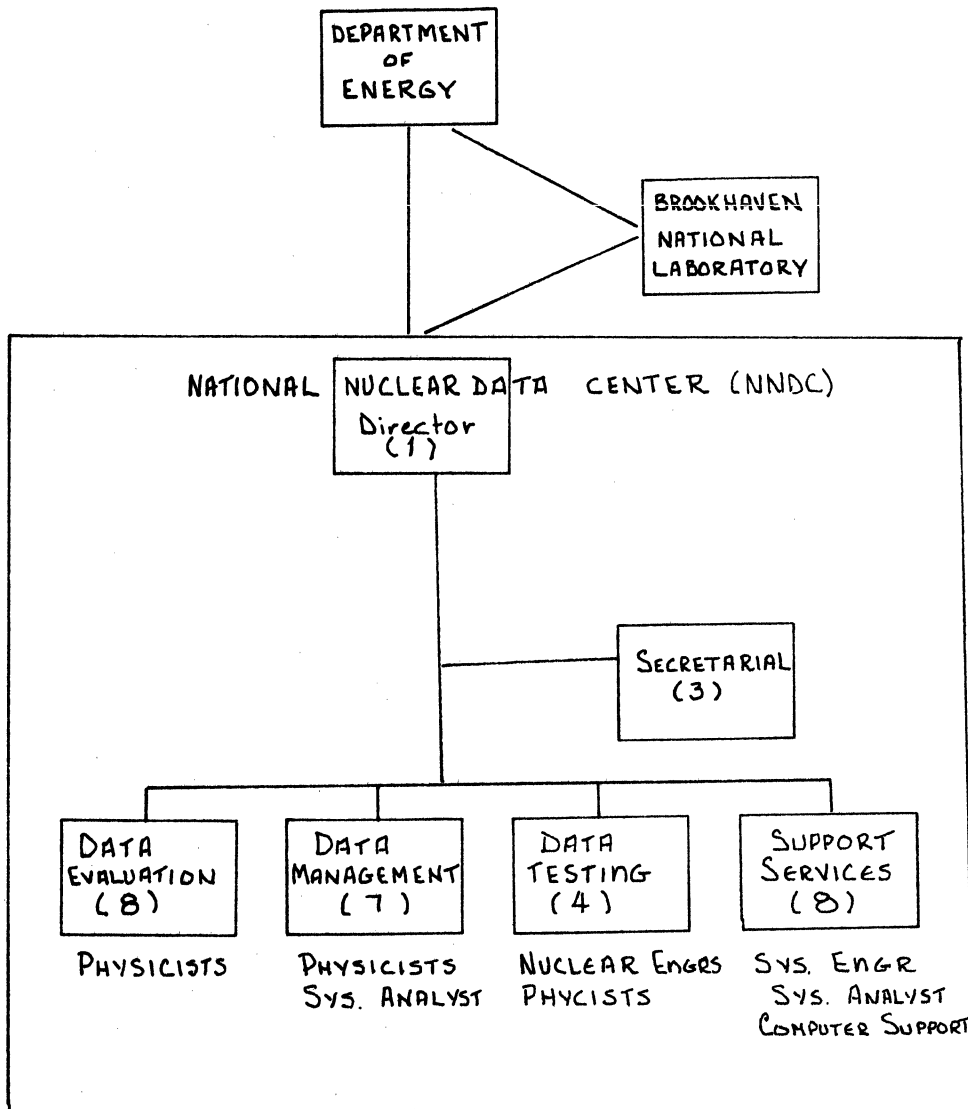 DEPARTMENT
OF
ENERGY
BROOKHAVEN
NATIONAL
LABORATORY
NATIONAL NUCLEAR DATA CENTER (NNDC)
Director
(1)
SECRETARIAL
(3)
DATA
EVALUATION
(8)
PHYSICISTS
DATA
MANAGEMENT
(7)
PHYSICISTS
SYS. ANALYST
DATA
TESTING
(4)
NUCLEAR ENGRS
PHYCISTS
SUPPORT
SERVICES
(8)
SYS. ENGR
SYS. ANALYST
COMPUTER SUPPORT